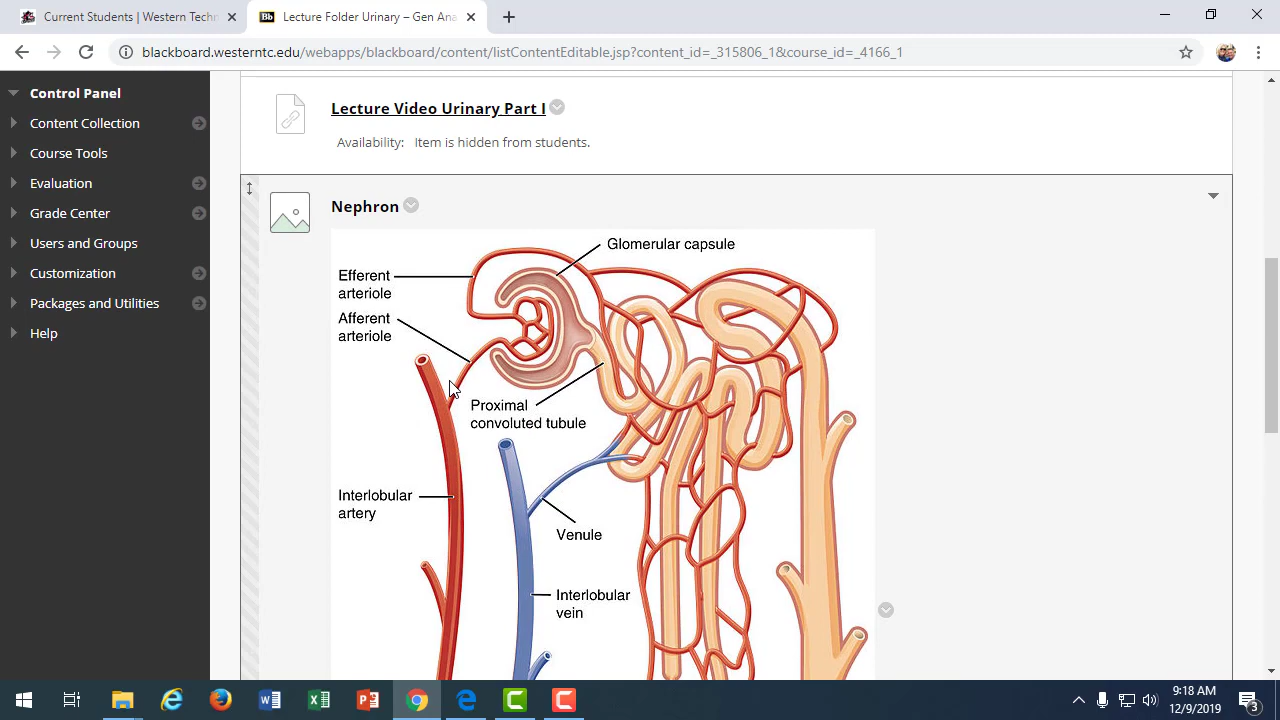 Current Students | Western Techn
Bb
Lecture Folder Urinary – Gen Ana
blackboard.westerntc.edu/webapps/blackboard/content/listContentEditable.jsp?content_id=_315806_1&course_id=_4166_1
Control Panel
Content Collection
Course Tools
Evaluation
Grade Center
Users and Groups
Customization
Packages and Utilities
Help
Lecture Video Urinary Part I
Availability: Item is hidden from students.
Nephron
Glomerular capsule
Efferent
arteriole
Afferent
arteriole
Proximal
convoluted tubule
Interlobular
artery
Venule
Interlobular
vein
9:18 AM
12/9/2019
3